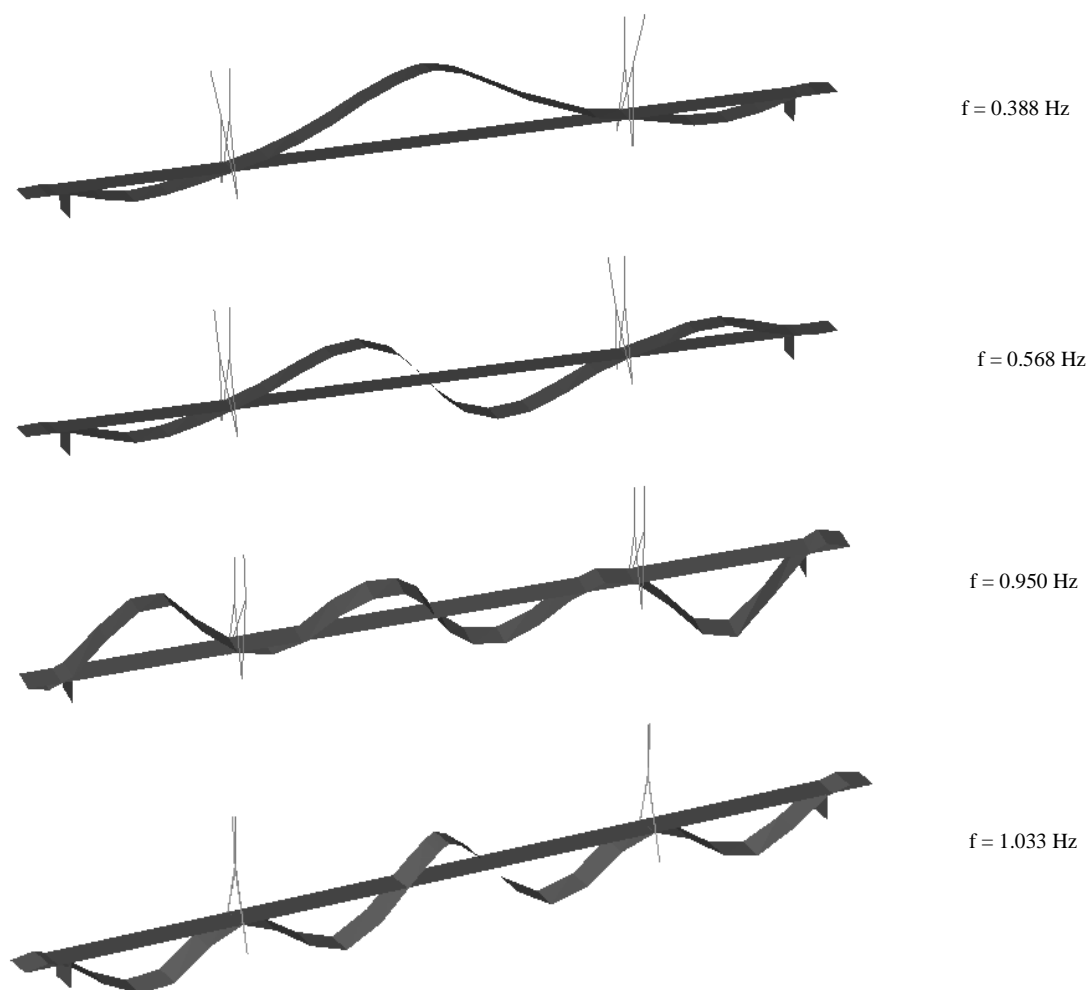 f = 0.388 Hz
f = 0.568 Hz
f = 0.950 Hz
f = 1.033 Hz